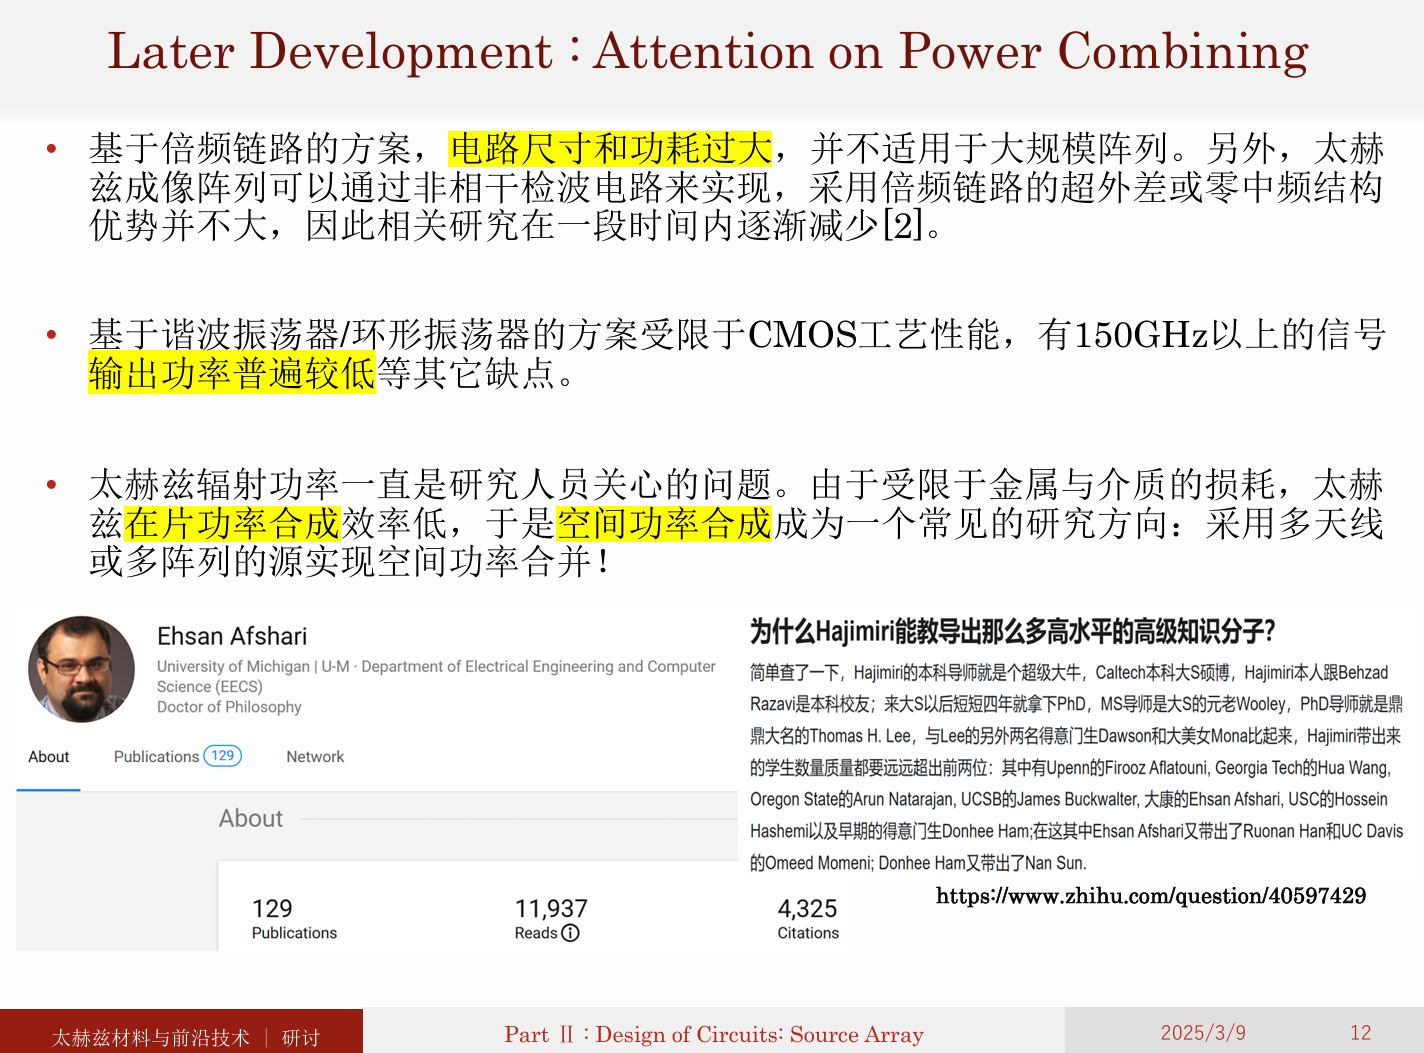 Later Development : Attention on Power Combining
• 基于倍频链路的方案，电路尺寸和功耗过大，并不适用于大规模阵列。另外，太赫
兹成像阵列可以通过非相干检波电路来实现，采用倍频链路的超外差或零中频结构
优势并不大，因此相关研究在一段时间内逐渐减少[2]。
• 基于谐波振荡器/环形振荡器的方案受限于CMOS工艺性能，有150GHz以上的信号
输出功率普遍较低等其它缺点。
• 太赫兹辐射功率一直是研究人员关心的问题。由于受限于金属与介质的损耗，太赫
兹在片功率合成效率低，于是空间功率合成成为一个常见的研究方向：采用多天线
或多阵列的源实现空间功率合并！
Ehsan Afshari
University of Michigan | U-M · Department of Electrical Engineering and Computer
Science (EECS)
Doctor of Philosophy
About Publications 129 Network
About
129 11,937 4,325
Publications Reads Citations
为什么Hajimiri能教导出那么多高水平的高级知识分子？
简单查了一下，Hajimiri的本科导师就是个超级大牛，Caltech本科大S硕博，Hajimiri本人跟Behzad
Razavi是本科校友；来大S以后短短四年就拿下PhD，MS导师是大S的元老Wooley，PhD导师就是鼎
鼎大名的Thomas H. Lee，与Lee的另外两名得意门生Dawson和大美女Mona比起来，Hajimiri带出来
的学生数量质量都要远远超出前两位：其中有Upenn的Firooz Aflatouni, Georgia Tech的Hua Wang,
Oregon State的Arun Natarajan, UCSB的James Buckwalter, 大康的Ehsan Afshari, USC的Hossein
Hashemi以及早期的得意门生Donhee Ham;在这其中Ehsan Afshari又带出了Ruonan Han和UC Davis
的Omeed Momeni; Donhee Ham又带出了Nan Sun.
https://www.zhihu.com/question/40597429
太赫兹材料与前沿技术 | 研讨
Part Ⅱ : Design of Circuits: Source Array
2025/3/9
12